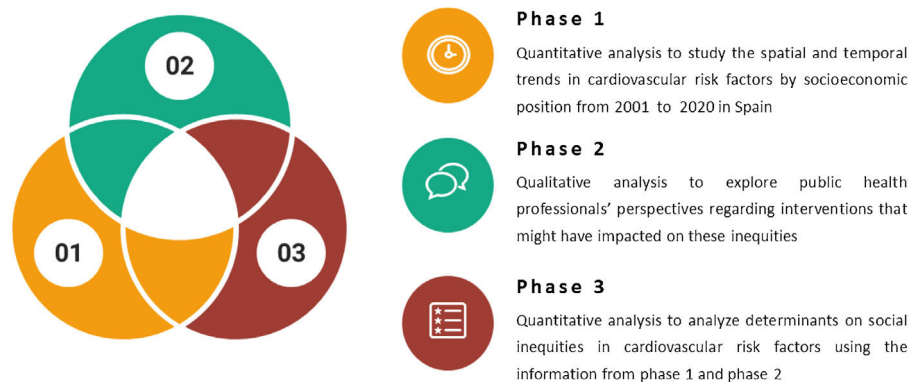 02
01
03
Phase 1
Quantitative analysis to study the spatial and temporal
trends in cardiovascular risk factors by socioeconomic
position from 2001 to 2020 in Spain
Phase 2
Qualitative analysis to explore public health
professionals’ perspectives regarding interventions that
might have impacted on these inequities
Phase 3
Quantitative analysis to analyze determinants on social
inequities in cardiovascular risk factors using the
information from phase 1 and phase 2